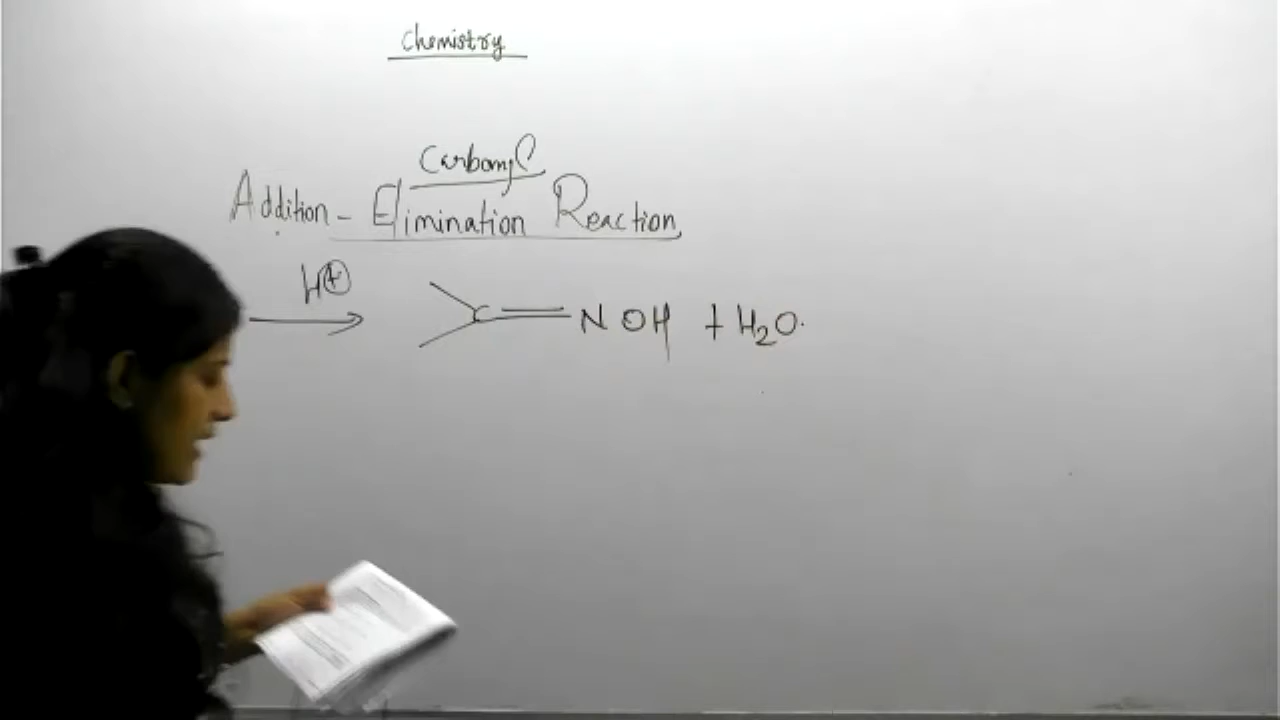 Chemistry
Carbonyl
Addition - Elimination Reaction
H⊕
C=NOH + H₂O.